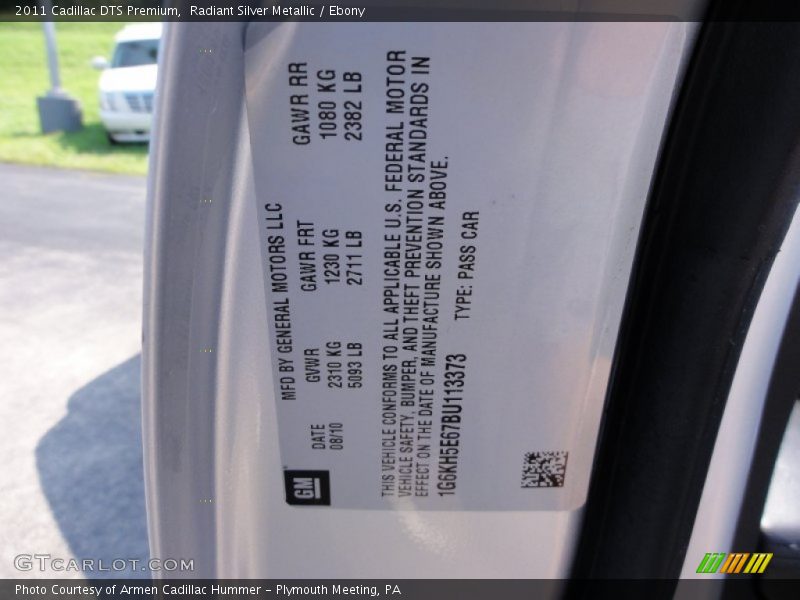 2011 Cadillac DTS Premium,  Radiant Silver Metallic / Ebony
MFD BY GENERAL MOTORS LLC
DATE GVWR GAWR FRT GAWR RR
08/10 2310 KG 1230 KG 1080 KG
5093 LB 2711 LB 2382 LB
THIS VEHICLE CONFORMS TO ALL APPLICABLE U.S. FEDERAL MOTOR
VEHICLE SAFETY, BUMPER, AND THEFT PREVENTION STANDARDS IN
EFFECT ON THE DATE OF MANUFACTURE SHOWN ABOVE.
1G6KH5E67BU113373 TYPE: PASS CAR
GM
GTCARLOT.COM
Photo Courtesy of Armen Cadillac Hummer - Plymouth Meeting, PA